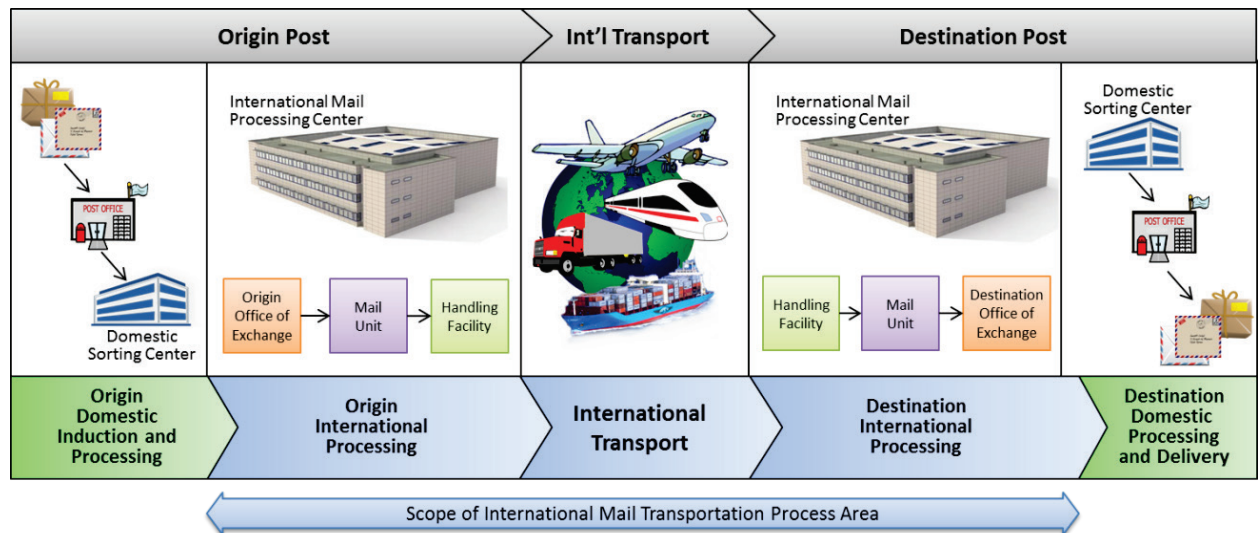 Origin Post
Int'l Transport
Destination Post
POST OFFICE
Domestic
Sorting Center
International Mail
Processing Center
Origin
Office of
Exchange
Mail
Unit
Handling
Facility
International Mail
Processing Center
Handling
Facility
Mail
Unit
Destination
Office of
Exchange
Domestic
Sorting Center
POST OFFICE
Origin
Domestic
Induction and
Processing
Origin
International
Processing
International
Transport
Destination
International
Processing
Destination
Domestic
Processing
and Delivery
Scope of International Mail Transportation Process Area